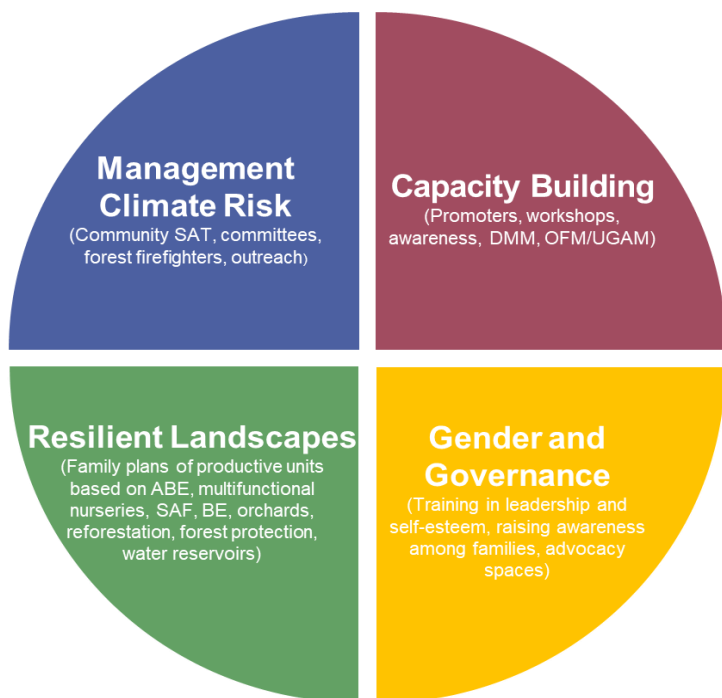 Management
Climate Risk
(Community SAT, committees,
forest firefighters, outreach)
Capacity Building
(Promoters, workshops,
awareness, DMM, OFM/UGAM)
Resilient Landscapes
(Family plans of productive units
based on ABE, multifunctional
nurseries, SAF, BE, orchards,
reforestation, forest protection,
water reservoirs)
Gender and
Governance
(Training in leadership and
self-esteem, raising awareness
among families, advocacy
spaces)